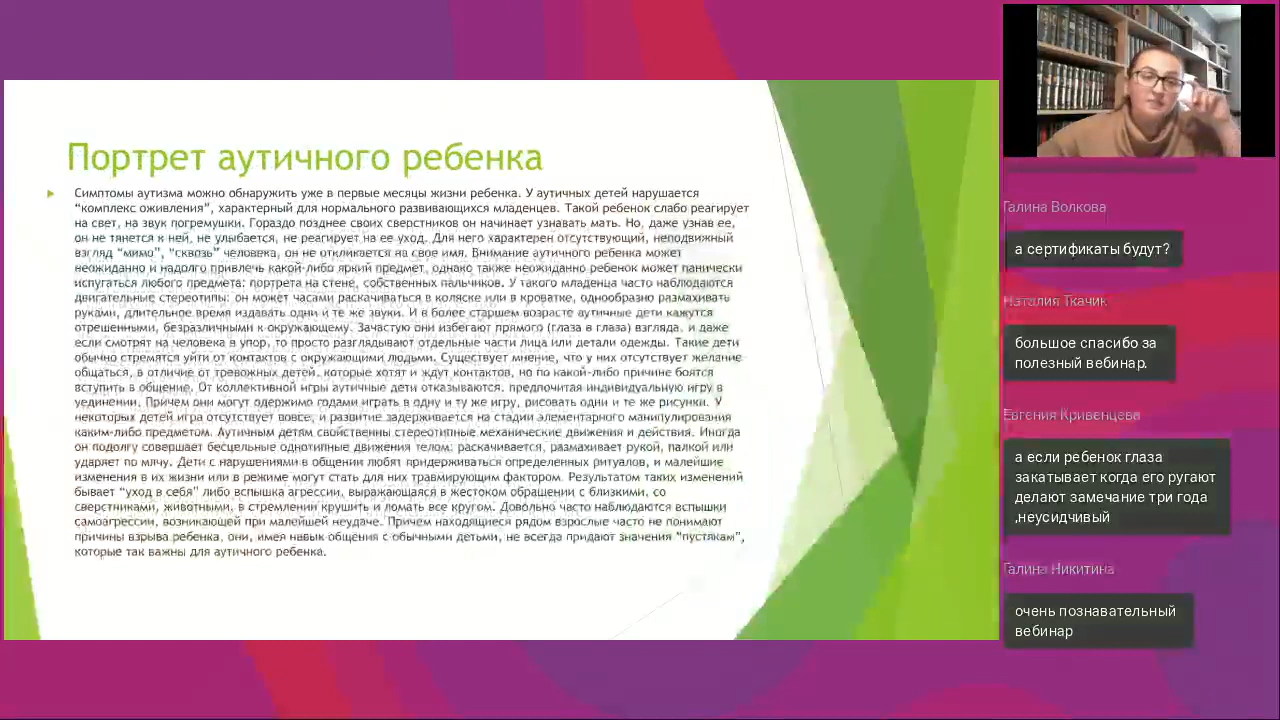 Портрет аутичного ребенка
Симптомы аутизма можно обнаружить уже в первые месяцы жизни ребенка. У аутичных детей нарушается
“комплекс оживления”, характерный для нормального развивающихся младенцев. Такой ребенок слабо реагирует
на свет, на звук погремушки. Гораздо позднее своих сверстников он начинает узнавать мать. Но, даже узнав ее,
он не тянется к ней, не улыбается, не реагирует на ее уход. Для него характерен отсутствующий, неподвижный
взгляд “мимо”, “сквозь” человека, он не откликается на свое имя. Внимание аутичного ребенка может
неожиданно и надолго привлечь какой-либо яркий предмет, однако также неожиданно ребенок может панически
испугаться любого предмета: портрета на стене, собственных пальчиков. У такого младенца часто наблюдаются
двигательные стереотипы: он может часами раскачиваться в коляске или в кроватке, однообразно размахивать
руками, длительное время издавать одни и те же звуки. И в более старшем возрасте аутичные дети кажутся
отрешенными, безразличными к окружающему. Зачастую они избегают прямого (глаза в глаза) взгляда, и даже
если смотрят на человека в упор, то просто разглядывают отдельные части лица или детали одежды. Такие дети
обычно стремятся уйти от контактов с окружающими людьми. Существует мнение, что у них отсутствует желание
общаться, в отличие от тревожных детей, которые хотят и ждут контактов, но по какой-либо причине боятся
вступить в общение. От коллективной игры аутичные дети отказываются, предпочитая индивидуальную игру в
уединении. Причем они могут одержимо годами играть в одну и ту же игру, рисовать одни и те же рисунки. У
некоторых детей игра отсутствует вовсе, и развитие задерживается на стадии элементарного манипулирования
каким-либо предметом. Аутичным детям свойственны стереотипные механические движения и действия. Иногда
он подолгу совершает бесцельные однотипные движения телом: раскачивается, размахивает рукой, палкой или
ударяет по мячу. Дети с нарушениями в общении любят придерживаться определенных ритуалов, и малейшие
изменения в их жизни или в режиме могут стать для них травмирующим фактором. Результатом таких изменений
бывает “уход в себя” либо вспышка агрессии, выражающаяся в жестоком обращении с близкими, со
сверстниками, животными, в стремлении крушить и ломать все кругом. Довольно часто наблюдаются вспышки
самоагрессии, возникающей при малейшей неудаче. Причем находящиеся рядом взрослые часто не понимают
причины взрыва ребенка, они, имея навык общения с обычными детьми, не всегда придают значения “пустякам”,
которые так важны для аутичного ребенка.
Галина Волкова
а сертификаты будут?
Наталия Ткачик
большое спасибо за
полезный вебинар.
Евгения Кривенцева
а если ребенок глаза
закатывает когда его ругают
делают замечание три года
,неусидчивый
Галина Никитина
очень познавательный
вебинар